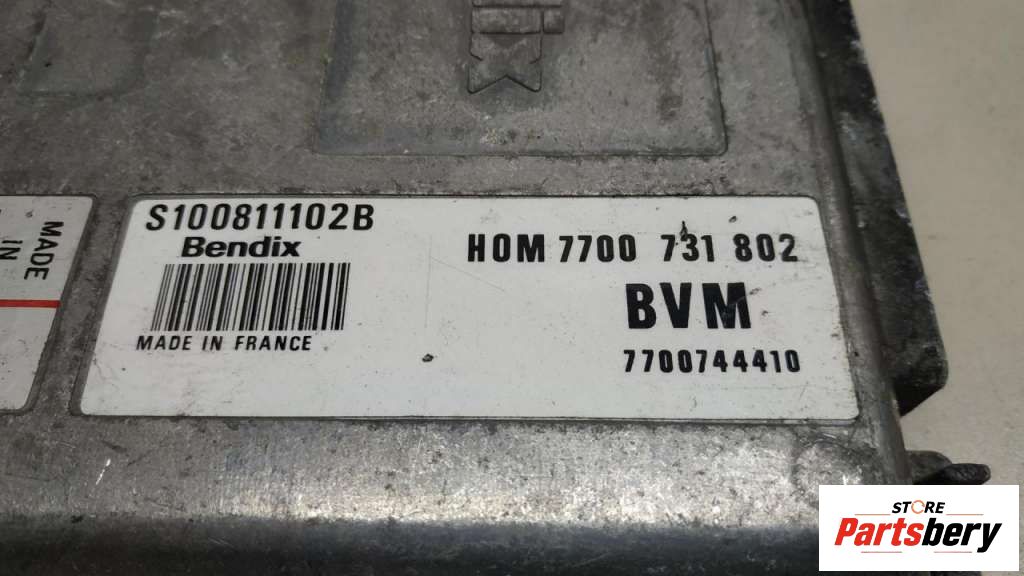 S100811102B
Bendix
MADE IN FRANCE
HOM 7700 731 802
BVM
7700744410
MADE
IN
STORE
Partsbery